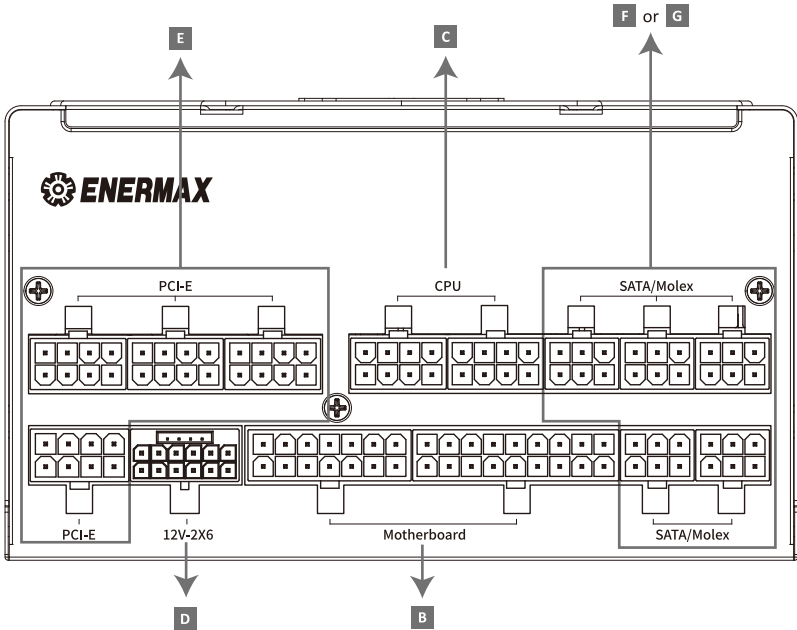 E
C
F or G
ENERMAX
PCI-E
CPU
SATA/Molex
PCI-E
12V-2X6
Motherboard
SATA/Molex
D
B